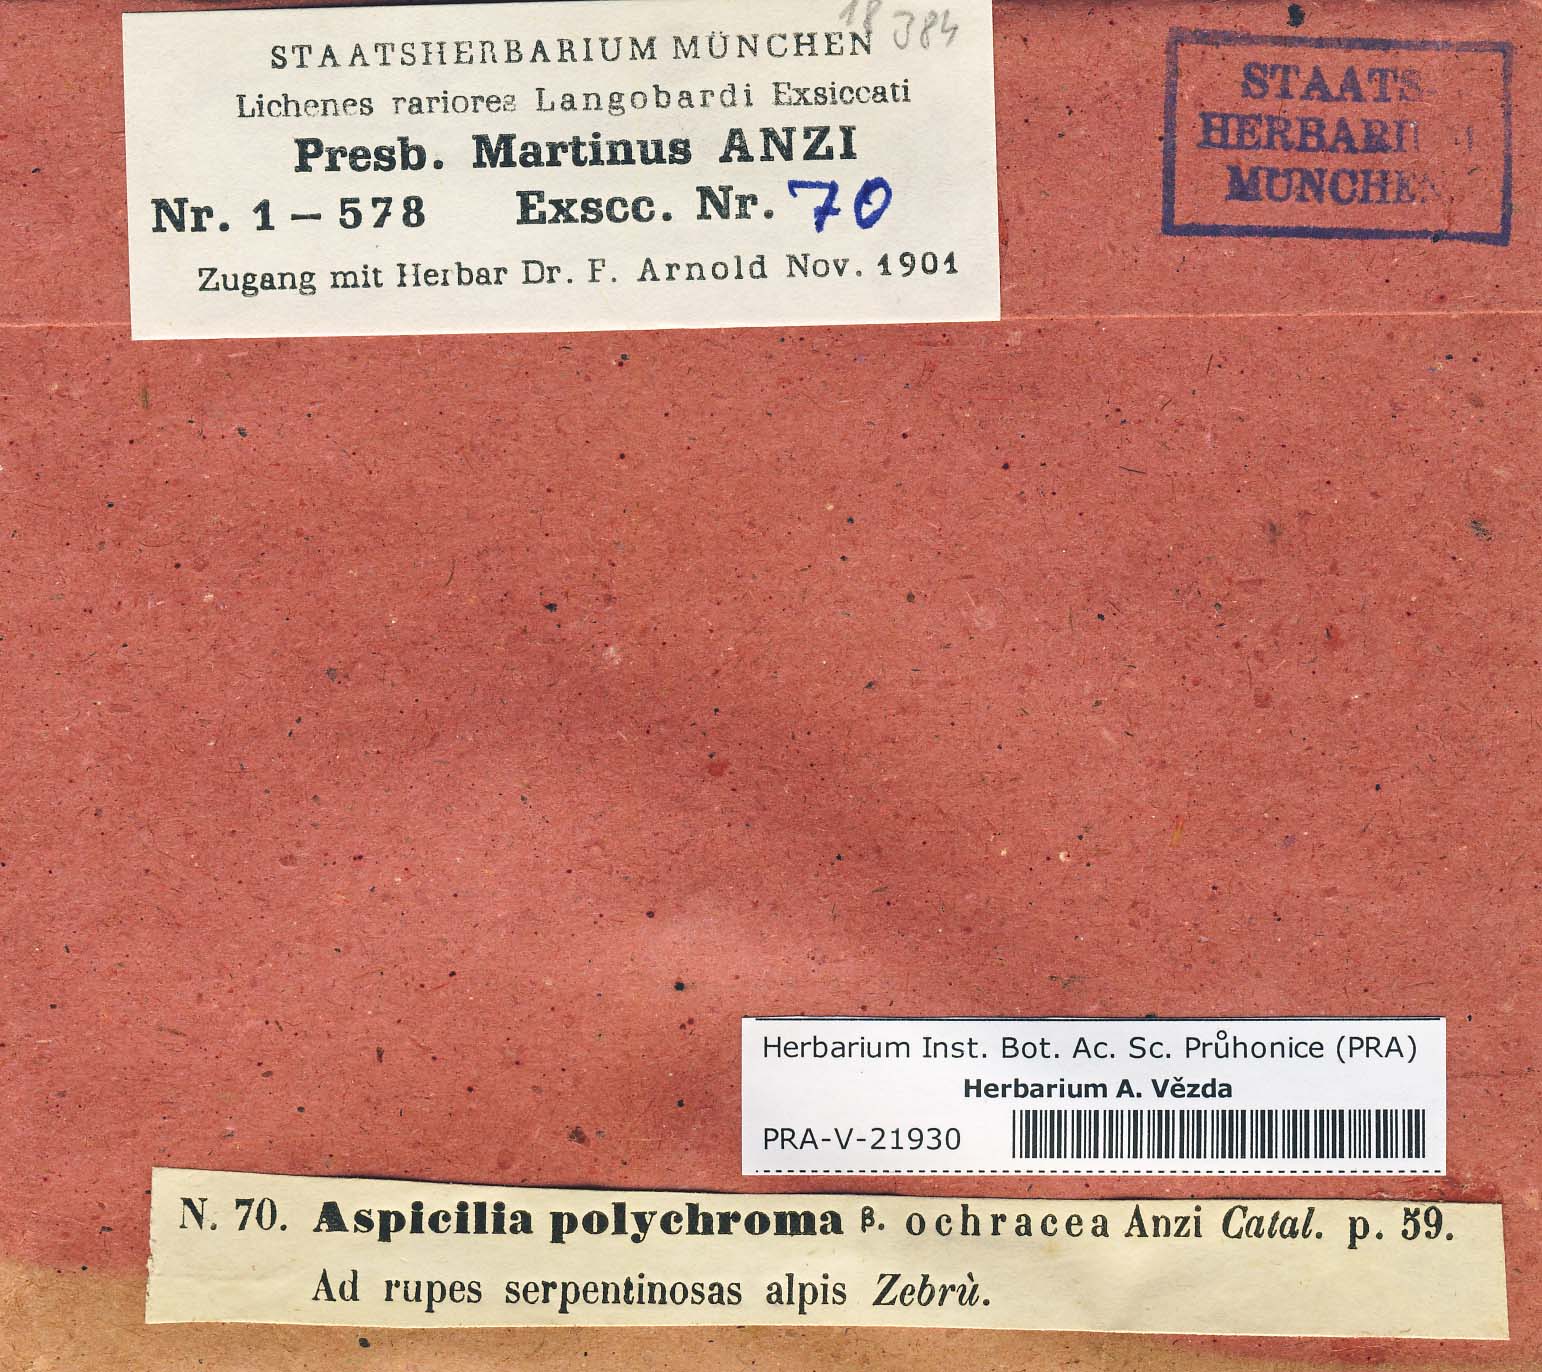 18384
STAATSHERBARIUM MÜNCHEN
Lichenes rariores Langobardi Exsiccati
Presb. Martinus ANZI
Nr. 1 – 578 Exscc. Nr. 70
Zugang mit Herbar Dr. F. Arnold Nov. 1901
STAATS-
HERBARIUM
MÜNCHEN
Herbarium Inst. Bot. Ac. Sc. Průhonice (PRA)
Herbarium A. Vězda
PRA-V-21930
N. 70. Aspicilia polychroma β. ochracea Anzi Catal. p. 59.
Ad rupes serpentinosas alpis Zebrù.